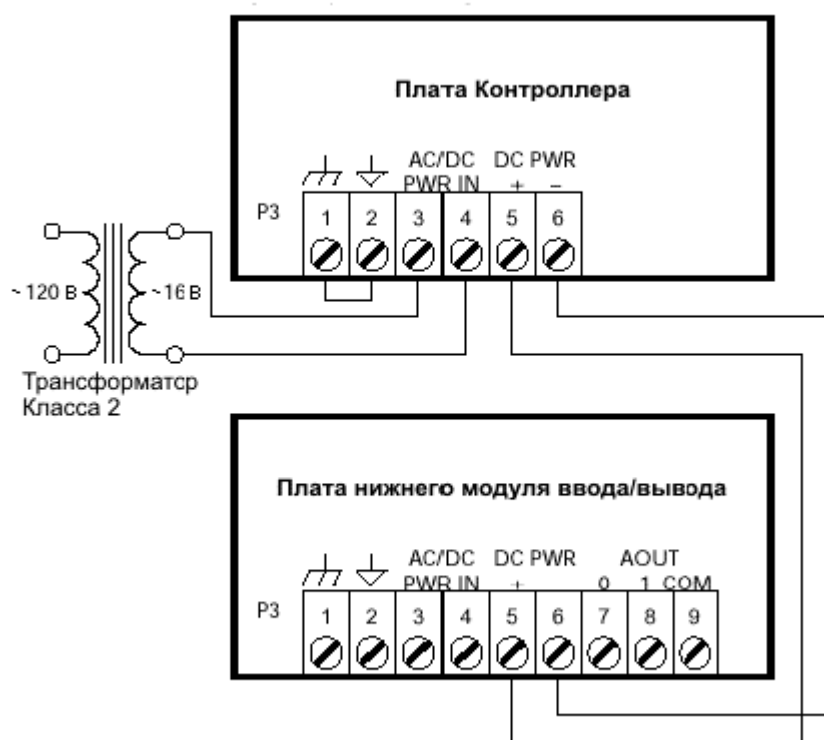 Плата Контроллера
AC/DC DC PWR
PWR IN + –
P3 1 2 3 4 5 6
~ 120 В ~ 16 В
Трансформатор
Класса 2
Плата нижнего модуля ввода/вывода
AC/DC DC PWR AOUT
PWR IN + 0 1 COM
P3 1 2 3 4 5 6 7 8 9